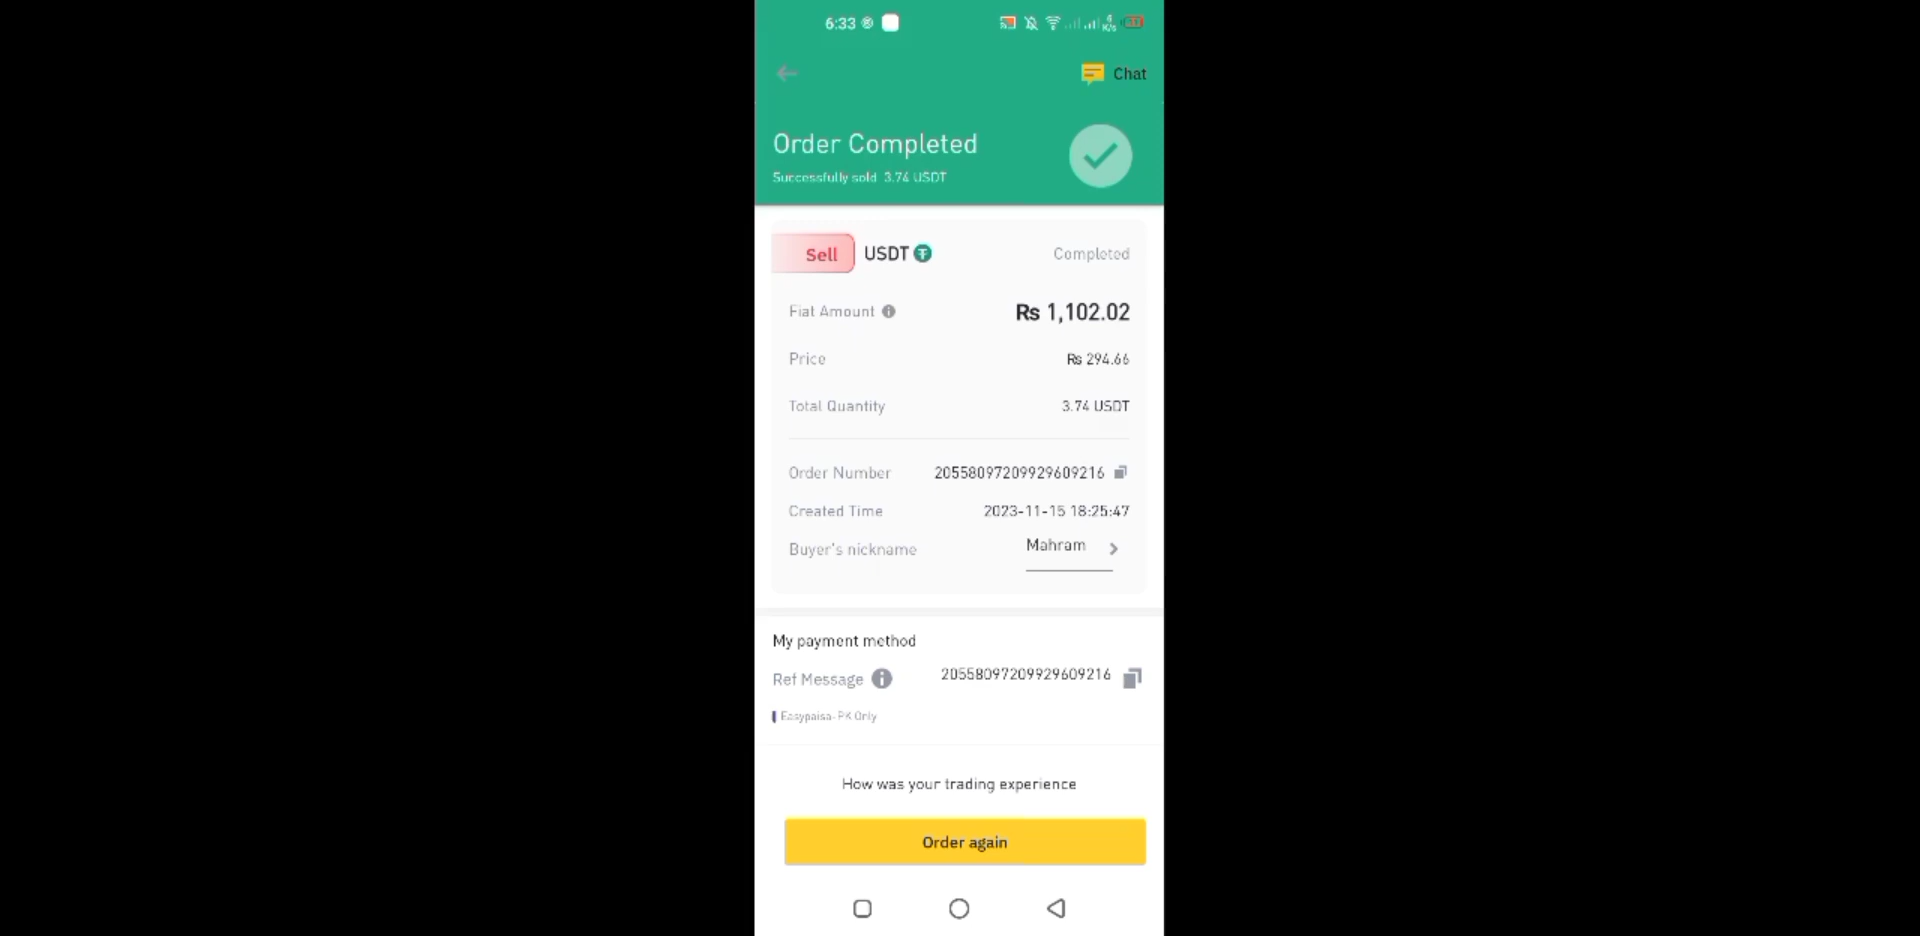 6:33
4
K/s
Chat
Order Completed
Successfully sold 3.74 USDT
Sell USDT Completed
Fiat Amount Rs 1,102.02
Price Rs 294.66
Total Quantity 3.74 USDT
Order Number 20558097209929609216
Created Time 2023-11-15 18:25:47
Buyer's nickname Mahram
My payment method
Ref Message 20558097209929609216
Easypaisa-PK Only
How was your trading experience
Order again